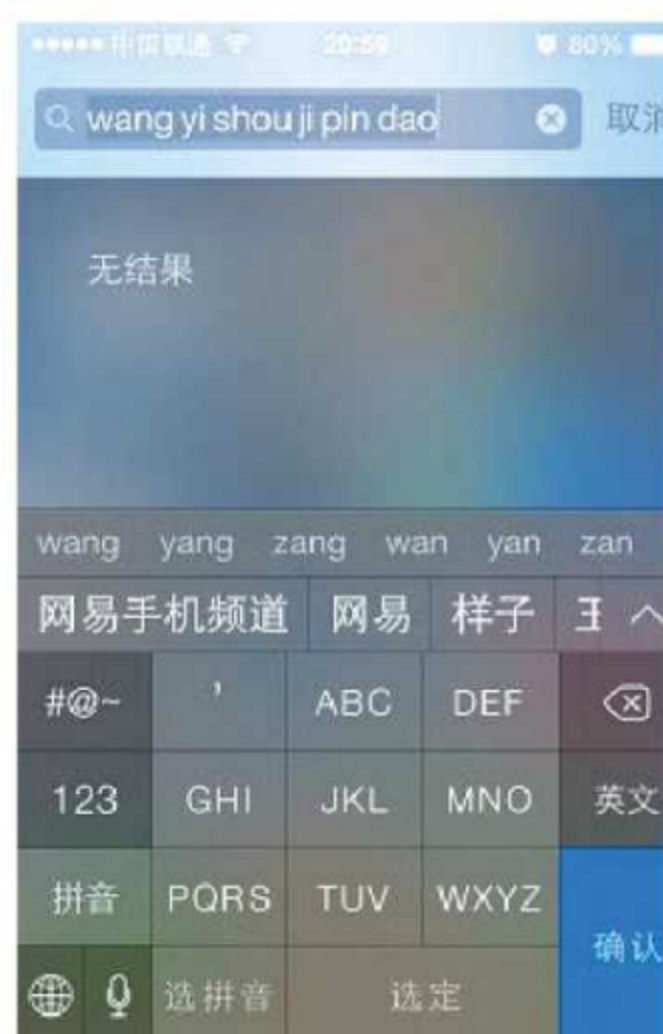 中国联通 20:59 80%
wang yi shou ji pin dao 取消
无结果
wang yang zang wan yan zan
网易手机频道 网易 样子
#@~ ' ABC DEF
123 GHI JKL MNO 英文
拼音 PQRS TUV WXYZ
确认
选拼音 选定